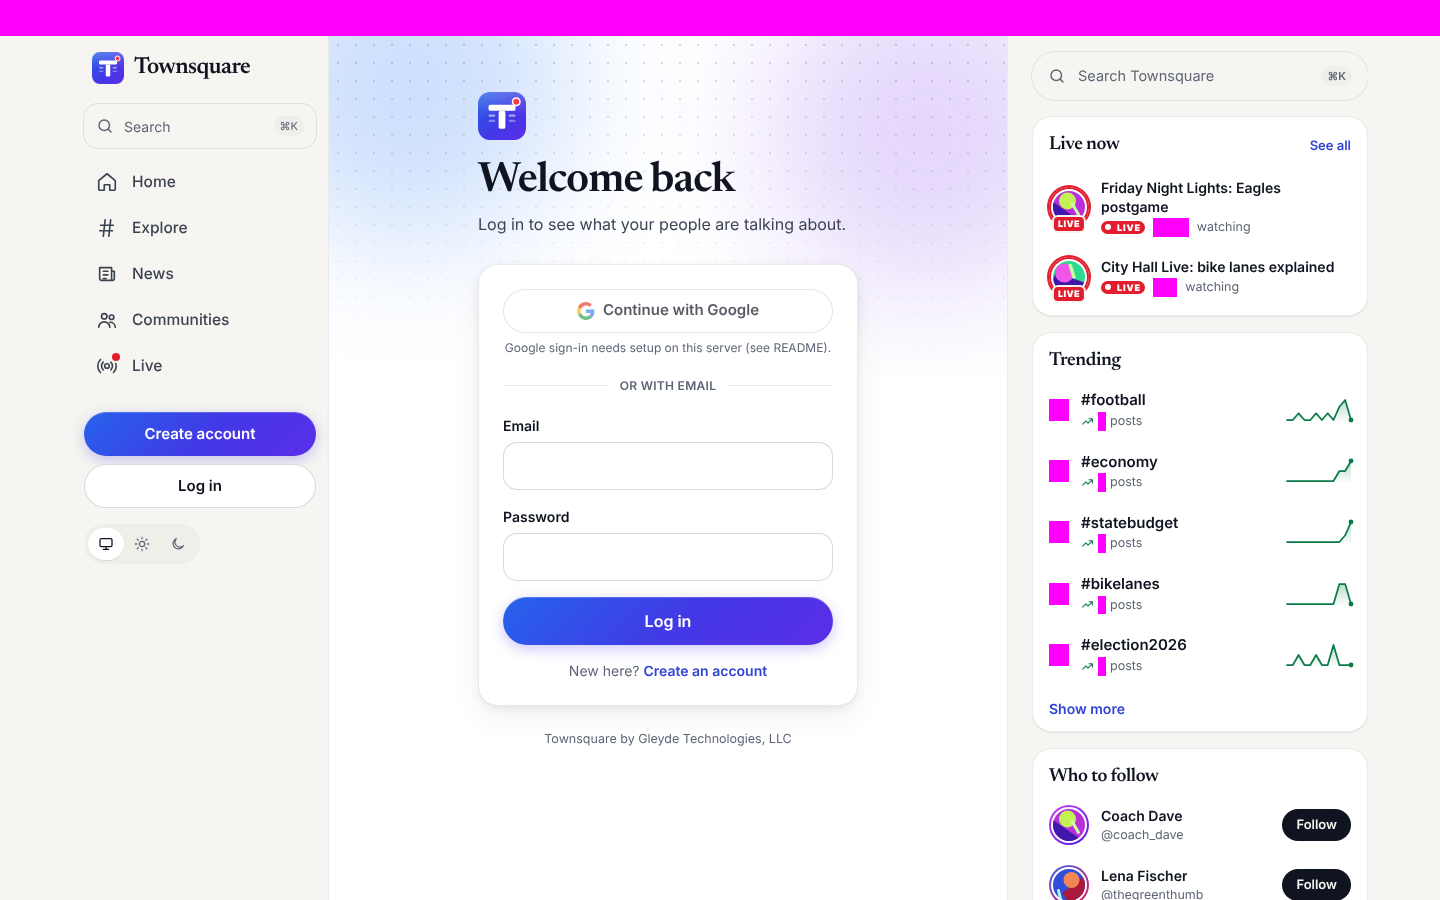 Townsquare
Search
⌘K
Home
Explore
News
Communities
Live
Create account
Log in
Welcome back
Log in to see what your people are talking about.
Continue with Google
Google sign-in needs setup on this server (see README).
OR WITH EMAIL
Email
Password
Log in
New here? Create an account
Townsquare by Gleyde Technologies, LLC
Search Townsquare
⌘K
Live now
See all
Friday Night Lights: Eagles
postgame
LIVE
LIVE
watching
City Hall Live: bike lanes explained
LIVE
LIVE
watching
Trending
#football
posts
#economy
posts
#statebudget
posts
#bikelanes
posts
#election2026
posts
Show more
Who to follow
Coach Dave
@coach_dave
Follow
Lena Fischer
@thegreenthumb
Follow